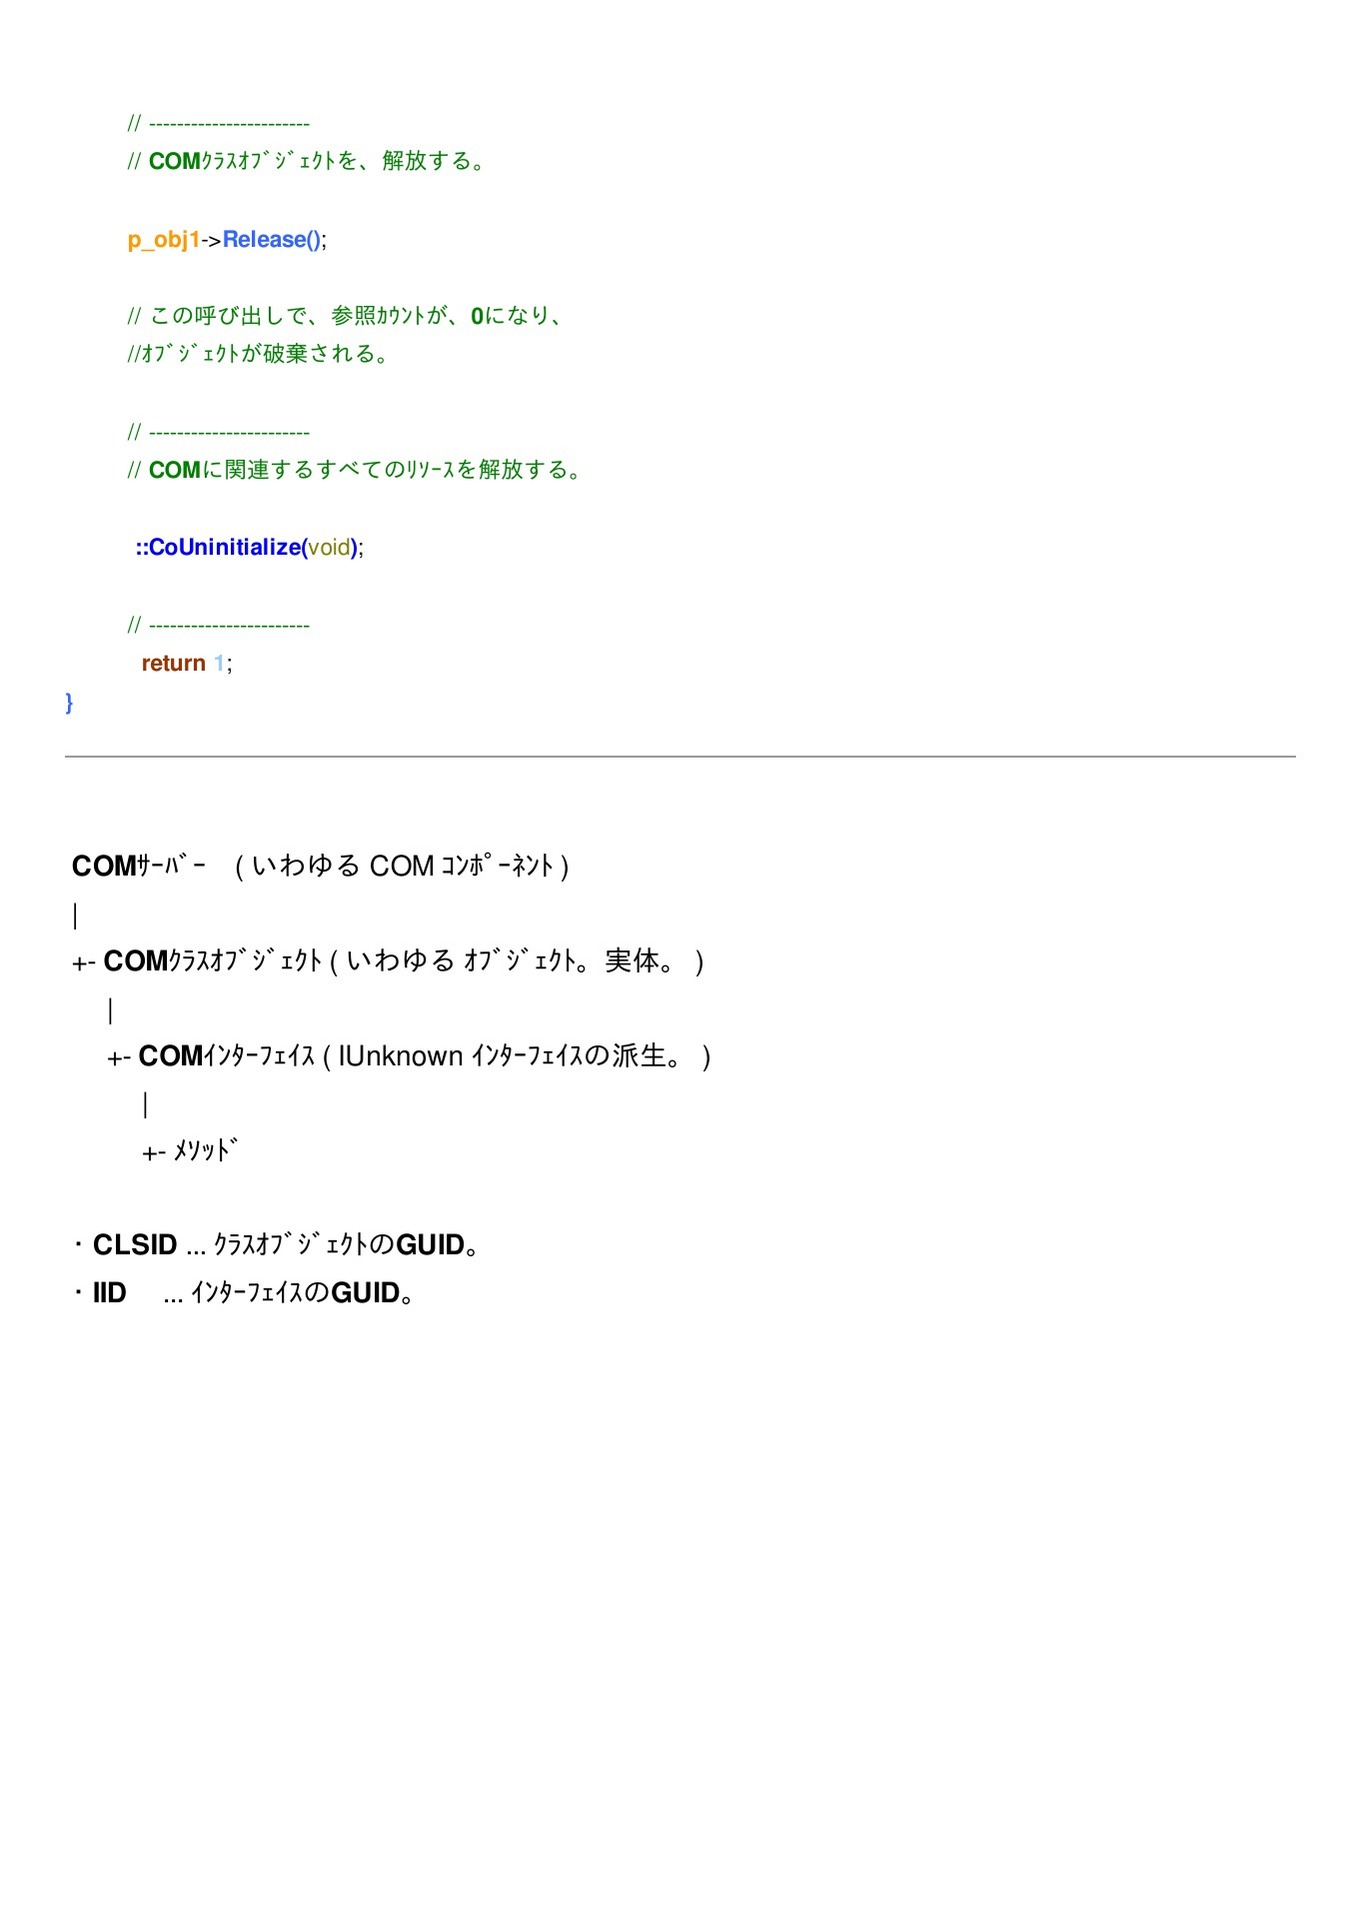 // -----------------------
// COMｸﾗｽｵﾌﾞｼﾞｪｸﾄを、解放する。
p_obj1->Release();
// この呼び出しで、参照ｶｳﾝﾄが、0になり、
//ｵﾌﾞｼﾞｪｸﾄが破棄される。
// -----------------------
// COMに関連するすべてのﾘｿｰｽを解放する。
::CoUninitialize(void);
// -----------------------
return 1;
}
COMｻｰﾊﾞｰ　( いわゆる COM ｺﾝﾎﾟｰﾈﾝﾄ )
|
+- COMｸﾗｽｵﾌﾞｼﾞｪｸﾄ ( いわゆる ｵﾌﾞｼﾞｪｸﾄ。実体。 )
|
+- COMｲﾝﾀｰﾌｪｲｽ ( IUnknown ｲﾝﾀｰﾌｪｲｽの派生。 )
|
+- ﾒｿｯﾄﾞ
・CLSID ... ｸﾗｽｵﾌﾞｼﾞｪｸﾄのGUID。
・IID　 ... ｲﾝﾀｰﾌｪｲｽのGUID。